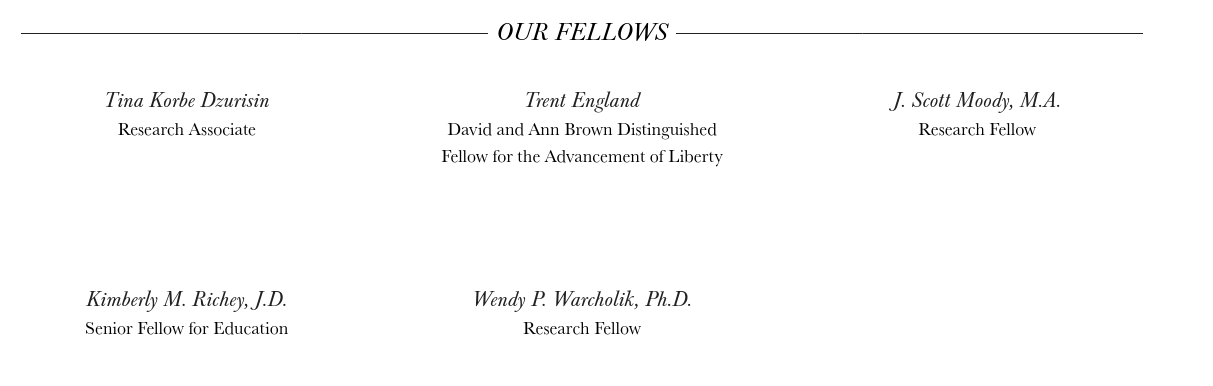 OUR FELLOWS
Tina Korbe Dzurisin
Research Associate
Trent England
David and Ann Brown Distinguished
Fellow for the Advancement of Liberty
J. Scott Moody, M.A.
Research Fellow
Kimberly M. Richey, J.D.
Senior Fellow for Education
Wendy P. Warcholik, Ph.D.
Research Fellow